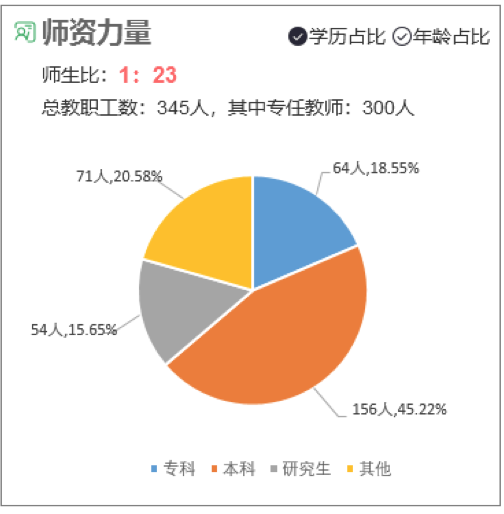 师资力量
学历占比 年龄占比
师生比：1：23
总教职工数：345人，其中专任教师：300人
64人,18.55%
71人,20.58%
54人,15.65%
156人,45.22%
专科 本科 研究生 其他